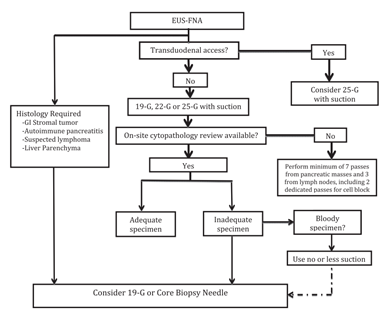 EUS-FNA
Transduodenal access?
Yes
No
Consider 25-G
with suction
19-G, 22-G or 25-G with suction
Histology Required
-GI Stromal tumor
-Autoimmune pancreatitis
-Suspected lymphoma
-Liver Parenchyma
On-site cytopathology review available?
No
Yes
Perform minimum of 7 passes
from pancreatic masses and 3
from lymph nodes, including 2
dedicated passes for cell block
Adequate
specimen
Inadequate
specimen
Bloody
specimen?
Use no or less suction
Consider 19-G or Core Biopsy Needle